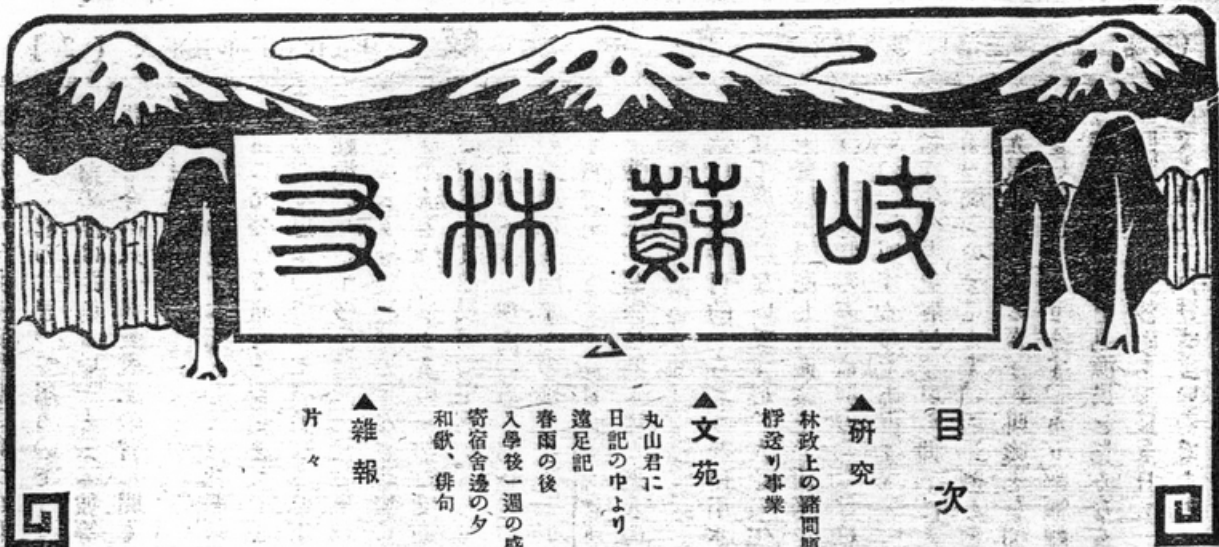 岐蘇林友
目次
▲研究
林政上の諸問題
桴送り事業
▲文苑
丸山君に
日記の中より
遠足記
春雨の後
入學後一週の感
寄宿舍邊の夕
和歌、俳句
▲雜報
片々